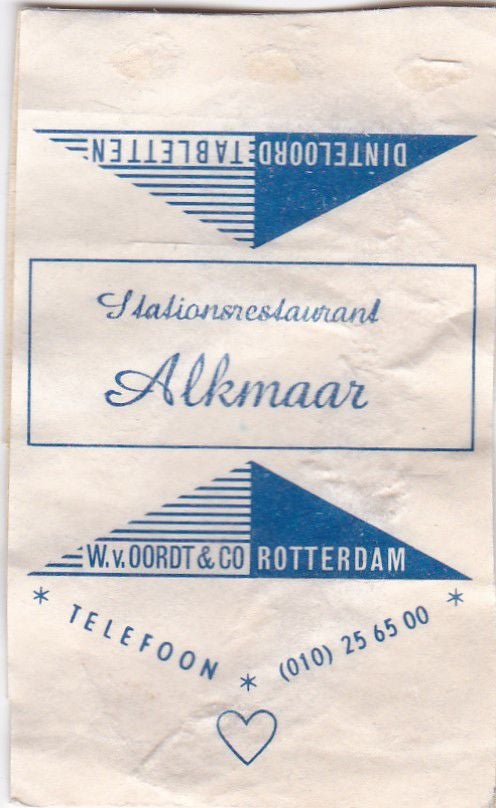 DINTELOORD TABLETTEN
Stationsrestaurant
Alkmaar
W.v.OORDT & CO ROTTERDAM
* TELEFOON * (010) 25 65 00 *